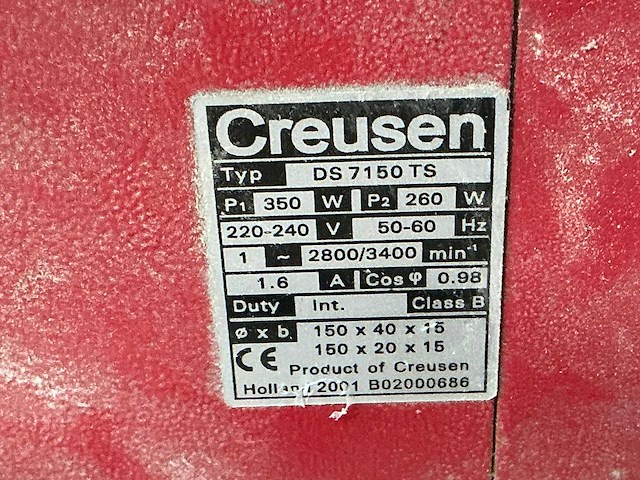 Creusen
Typ DS 7150 TS
P1 350 W P2 260 W
220-240 V 50-60 Hz
1 ~ 2800/3400 min⁻¹
1.6 A Cos φ 0.98
Duty Int. Class B
ø x b 150 x 40 x 15
150 x 20 x 15
CE Product of Creusen
Holland 2001 B02000686